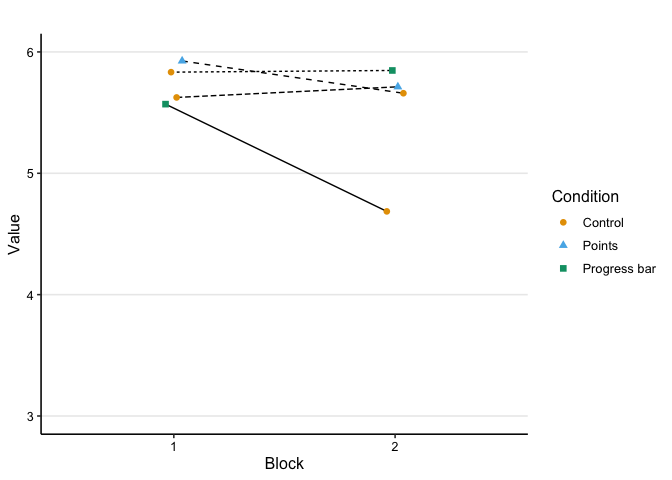 6
5
4
3
Value
1 2
Block
Condition
Control
Points
Progress bar